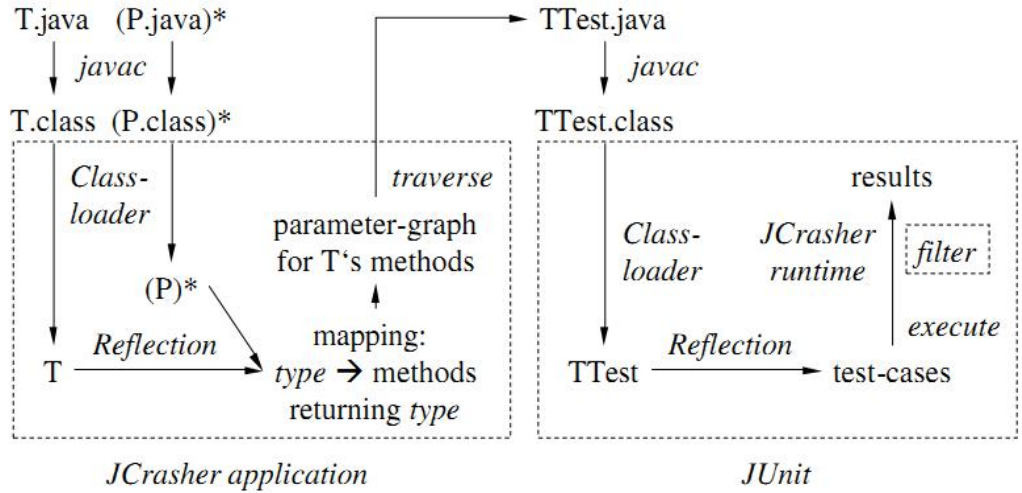 T.java (P.java)*
javac
T.class (P.class)*
Class-
loader
(P)*
T
Reflection
mapping:
type → methods
returning type
parameter-graph
for T‘s methods
traverse
JCrasher application
TTest.java
javac
TTest.class
Class-
loader
TTest
Reflection
test-cases
execute
JCrasher
runtime
filter
results
JUnit